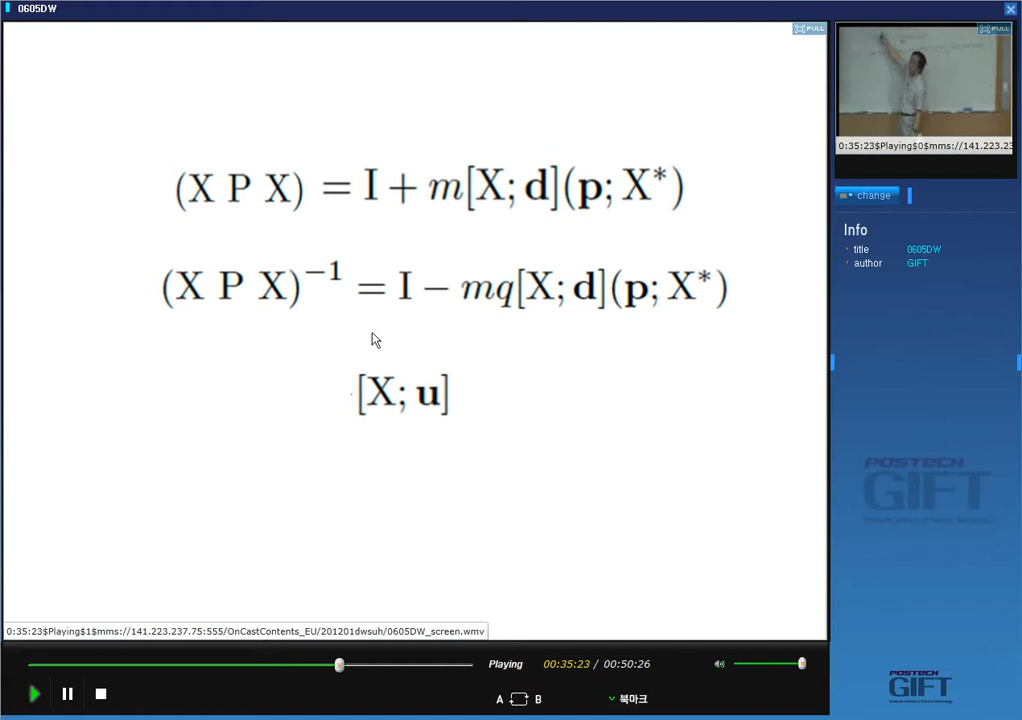 0605DW
FULL
FULL
(X P X) = I + m[X; d](p; X*)
(X P X)⁻¹ = I − mq[X; d](p; X*)
[X; u]
0:35:23$Playing$0$mms://141.223.23
change
Info
title 0605DW
author GIFT
POSTECH
GIFT
0:35:23$Playing$1$mms://141.223.237.75:555/OnCastContents_EU/201201dwsuh/0605DW_screen.wmv
Playing 00:35:23 / 00:50:26
A B 북마크
POSTECH
GIFT